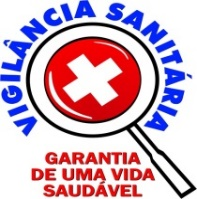 VIGILÂNCIA SANITÁRIA
GARANTIA
DE UMA VIDA
SAUDÁVEL